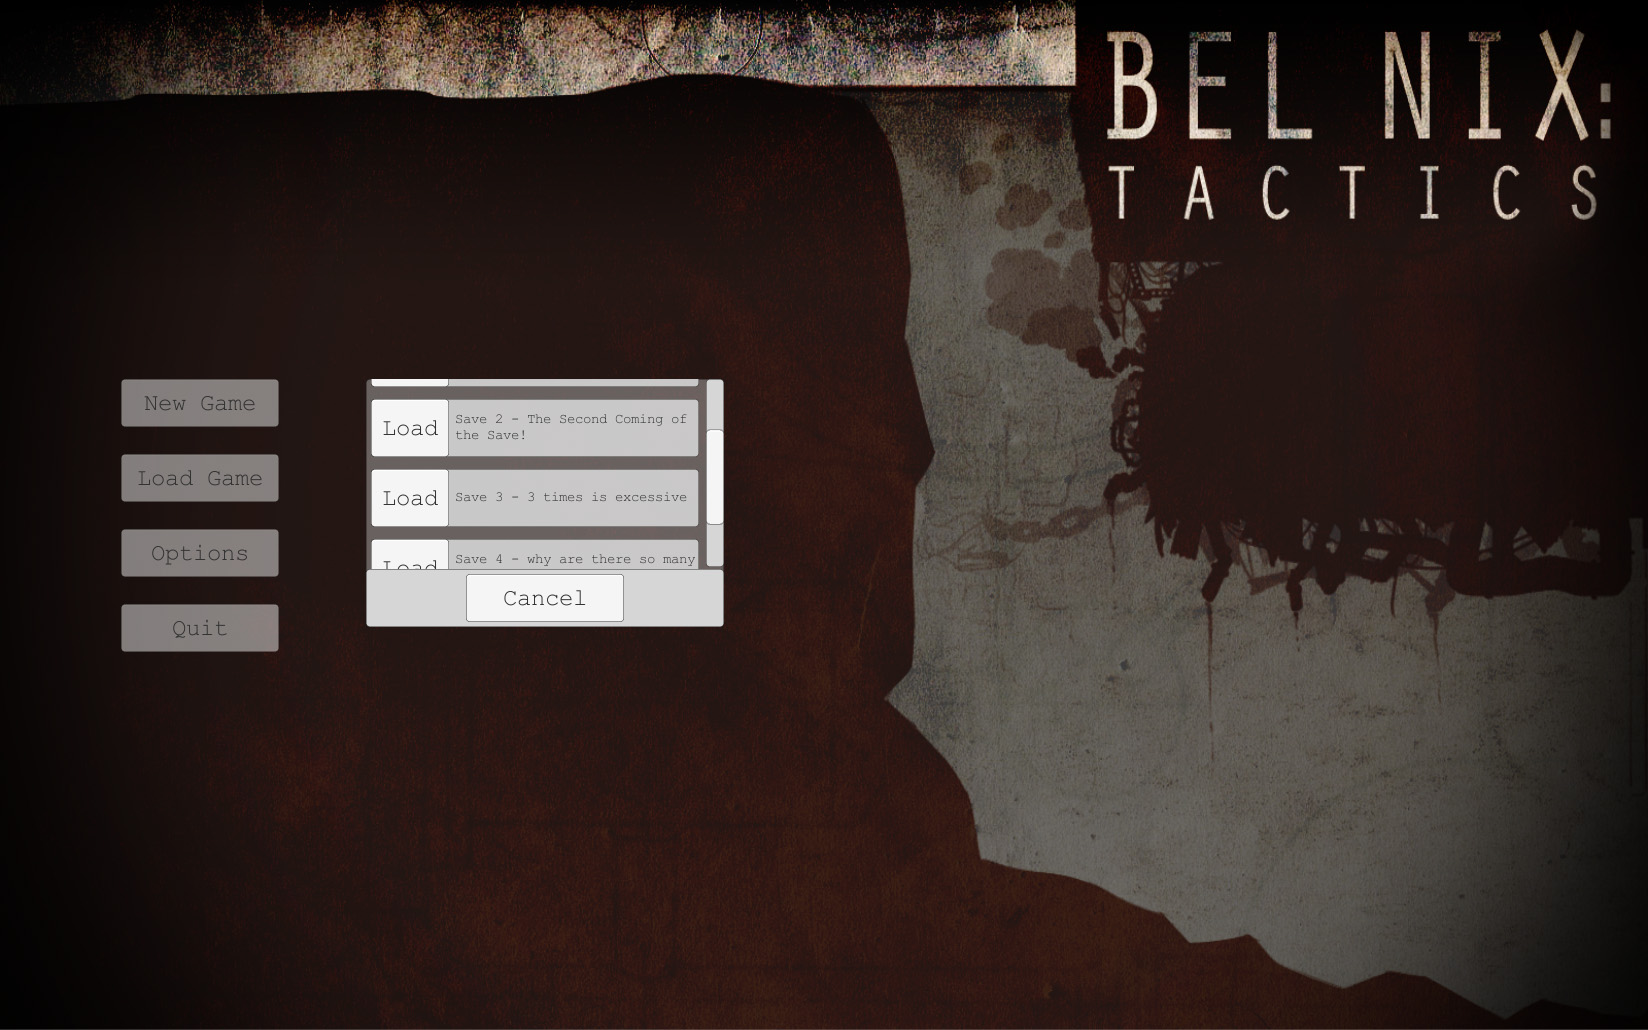 BEL NIX:
TACTICS
New Game
Load Game
Options
Quit
Load
Save 2 - The Second Coming of
the Save!
Load
Save 3 - 3 times is excessive
Load
Save 4 - why are there so many
Cancel